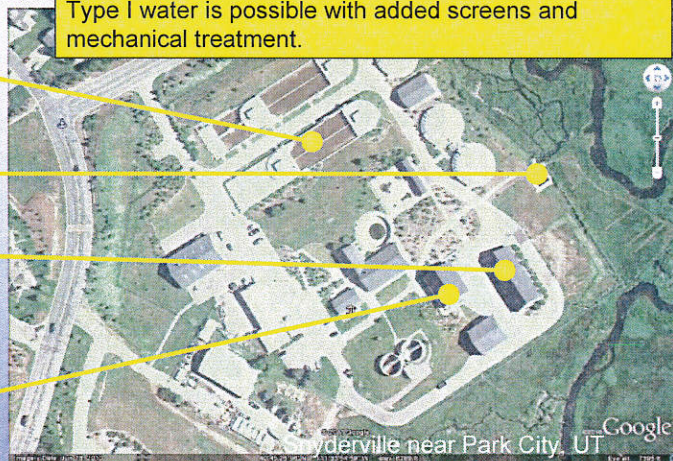 Type I water is possible with added screens and
mechanical treatment.
Google
Snyderville near Park City, UT